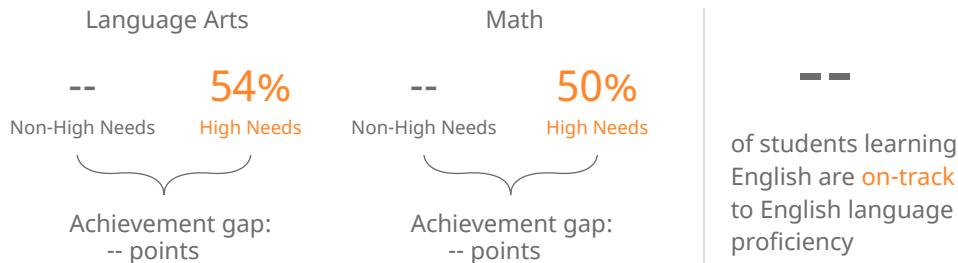 Language Arts
--
54%
Non-High Needs
High Needs
Achievement gap:
-- points
Math
--
50%
Non-High Needs
High Needs
Achievement gap:
-- points
--
of students learning
English are on-track
to English language
proficiency